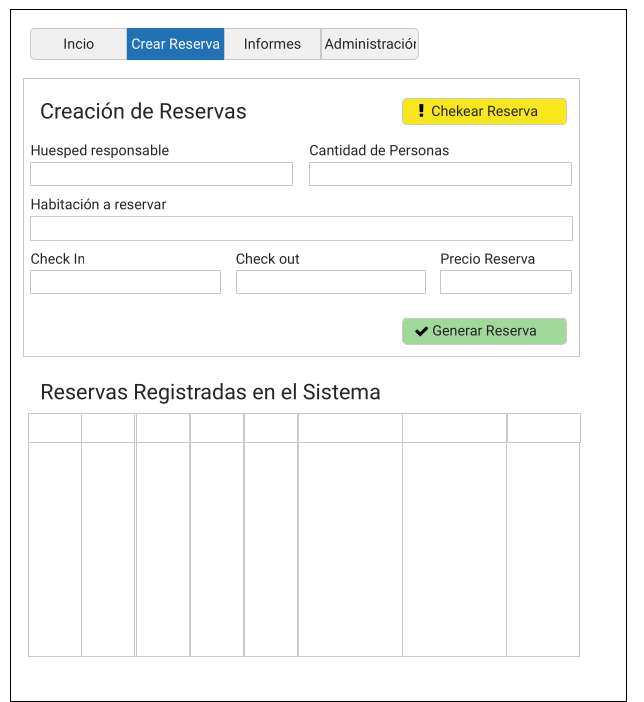 Incio
Crear Reserva
Informes
Administración
Creación de Reservas
! Chekear Reserva
Huesped responsable
Cantidad de Personas
Habitación a reservar
Check In
Check out
Precio Reserva
Generar Reserva
Reservas Registradas en el Sistema